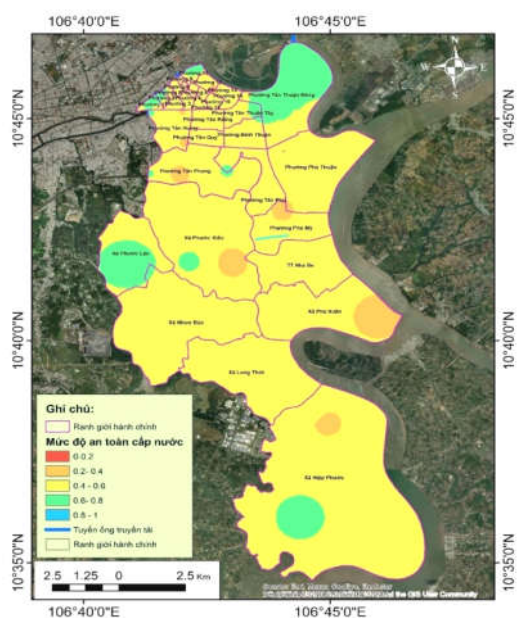 106°40'0"E
106°45'0"E
N
W
E
S
10°45'0"N
10°45'0"N
Phường Tân Thuận Đông
Phường Tân Thuận Tây
Phường Bình Thuận
Phường Tân Quy
Phường Phú Thuận
Phường Tân Phong
Phường Tân Phú
Phường Phú Mỹ
Xã Phước Kiển
Xã Phước Lộc
TT Nhà Bè
Xã Nhơn Đức
Xã Phú Xuân
10°40'0"N
10°40'0"N
Xã Long Thới
Xã Hiệp Phước
Ghi chú:
Ranh giới hành chính
Mức độ an toàn cấp nước
0-0.2
0.2- 0.4
0.4 - 0.6
0.6- 0.8
0.8 - 1
Tuyến ống truyền tải
Ranh giới hành chính
10°35'0"N
10°35'0"N
2.5 1.25 0 2.5 Km
and the GIS User Community
106°40'0"E
106°45'0"E